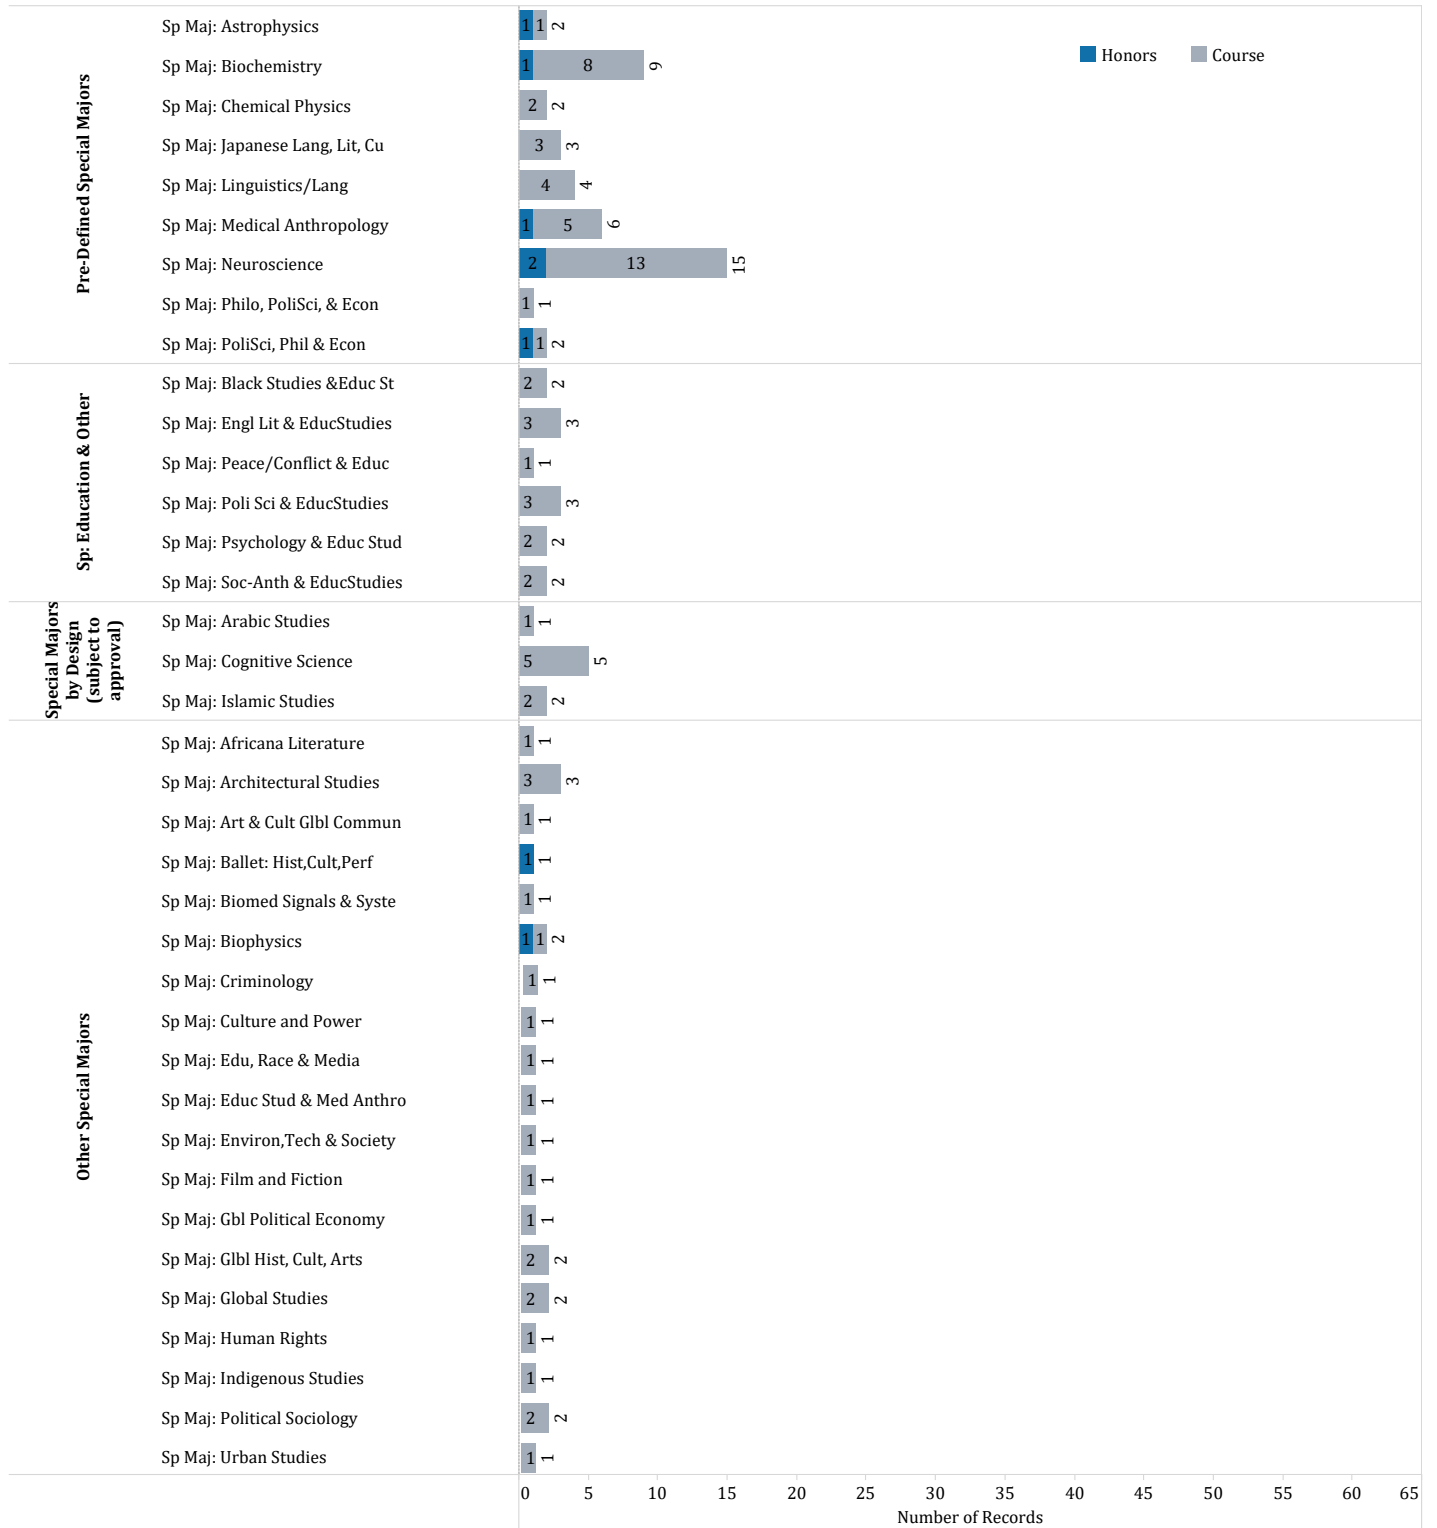 Honors Course
Pre-Defined Special Majors
Sp Maj: Astrophysics 1 1 2
Sp Maj: Biochemistry 1 8 9
Sp Maj: Chemical Physics 2 2
Sp Maj: Japanese Lang, Lit, Cu 3 3
Sp Maj: Linguistics/Lang 4 4
Sp Maj: Medical Anthropology 1 5 6
Sp Maj: Neuroscience 2 13 15
Sp Maj: Philo, PoliSci, & Econ 1 1
Sp Maj: PoliSci, Phil & Econ 1 1 2
Sp: Education & Other
Sp Maj: Black Studies &Educ St 2 2
Sp Maj: Engl Lit & EducStudies 3 3
Sp Maj: Peace/Conflict & Educ 1 1
Sp Maj: Poli Sci & EducStudies 3 3
Sp Maj: Psychology & Educ Stud 2 2
Sp Maj: Soc-Anth & EducStudies 2 2
Special Majors
by Design
(subject to
approval)
Sp Maj: Arabic Studies 1 1
Sp Maj: Cognitive Science 5 5
Sp Maj: Islamic Studies 2 2
Other Special Majors
Sp Maj: Africana Literature 1 1
Sp Maj: Architectural Studies 3 3
Sp Maj: Art & Cult Glbl Commun 1 1
Sp Maj: Ballet: Hist,Cult,Perf 1 1
Sp Maj: Biomed Signals & Syste 1 1
Sp Maj: Biophysics 1 1 2
Sp Maj: Criminology 1 1
Sp Maj: Culture and Power 1 1
Sp Maj: Edu, Race & Media 1 1
Sp Maj: Educ Stud & Med Anthro 1 1
Sp Maj: Environ,Tech & Society 1 1
Sp Maj: Film and Fiction 1 1
Sp Maj: Gbl Political Economy 1 1
Sp Maj: Glbl Hist, Cult, Arts 2 2
Sp Maj: Global Studies 2 2
Sp Maj: Human Rights 1 1
Sp Maj: Indigenous Studies 1 1
Sp Maj: Political Sociology 2 2
Sp Maj: Urban Studies 1 1
0 5 10 15 20 25 30 35 40 45 50 55 60 65
Number of Records